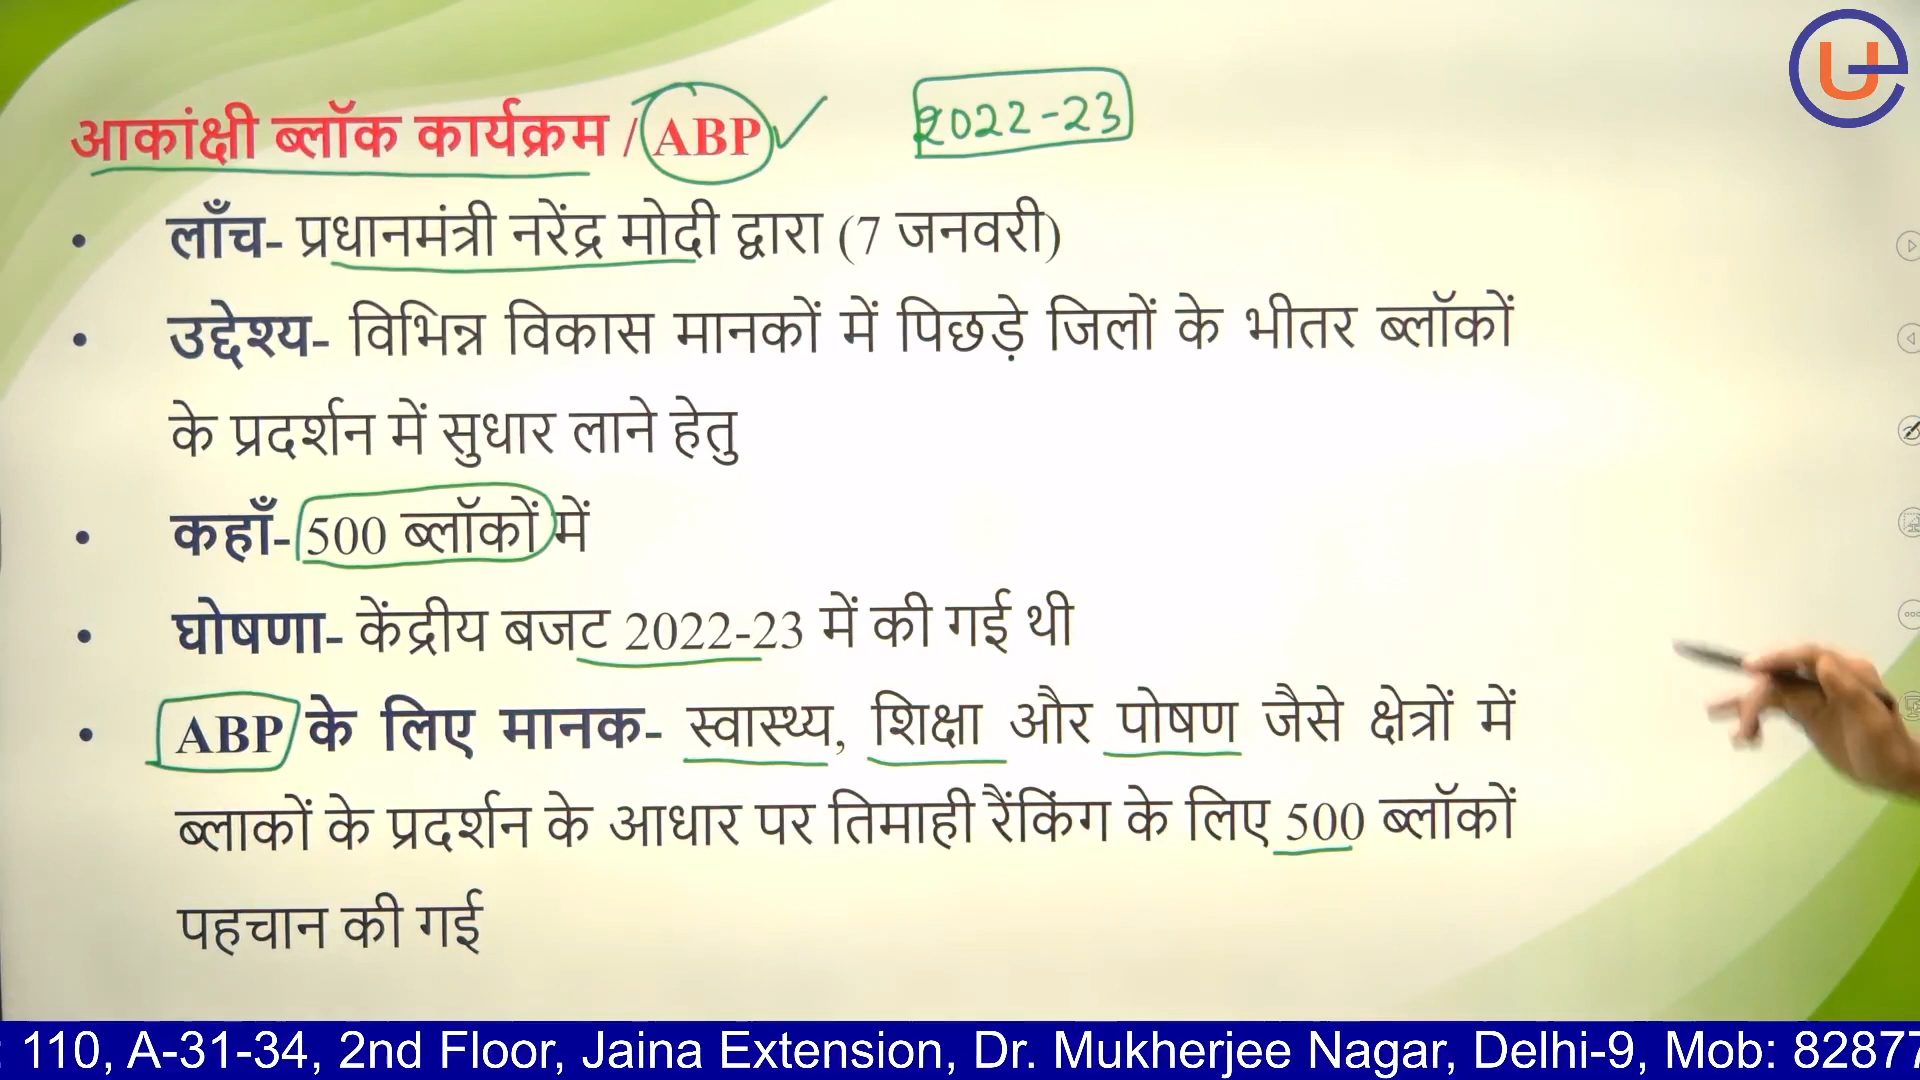 आकांक्षी ब्लॉक कार्यक्रम / ABP 2022-23
• लाँच- प्रधानमंत्री नरेंद्र मोदी द्वारा (7 जनवरी)
• उद्देश्य- विभिन्न विकास मानकों में पिछड़े जिलों के भीतर ब्लॉकों
के प्रदर्शन में सुधार लाने हेतु
• कहाँ- 500 ब्लॉकों में
• घोषणा- केंद्रीय बजट 2022-23 में की गई थी
• ABP के लिए मानक- स्वास्थ्य, शिक्षा और पोषण जैसे क्षेत्रों में
ब्लाकों के प्रदर्शन के आधार पर तिमाही रैंकिंग के लिए 500 ब्लॉकों
पहचान की गई
: 110, A-31-34, 2nd Floor, Jaina Extension, Dr. Mukherjee Nagar, Delhi-9, Mob: 82877